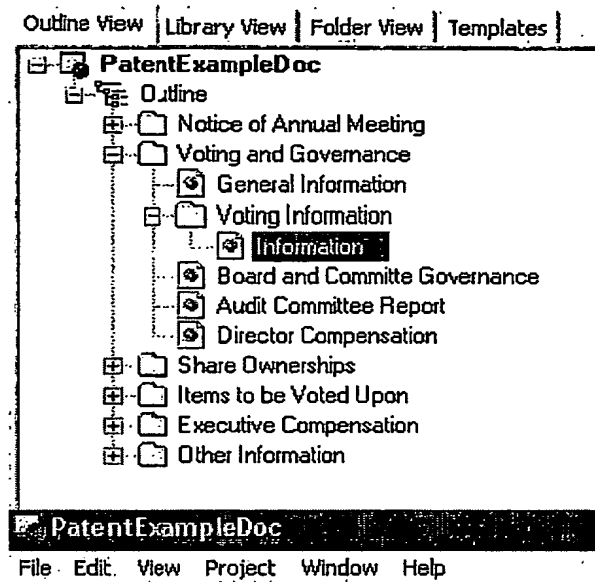 Outline View Library View Folder View Templates
PatentExampleDoc
Outline
Notice of Annual Meeting
Voting and Governance
General Information
Voting Information
Information
Board and Committe Governance
Audit Committee Report
Director Compensation
Share Ownerships
Items to be Voted Upon
Executive Compensation
Other Information
PatentExampleDoc
File Edit View Project Window Help